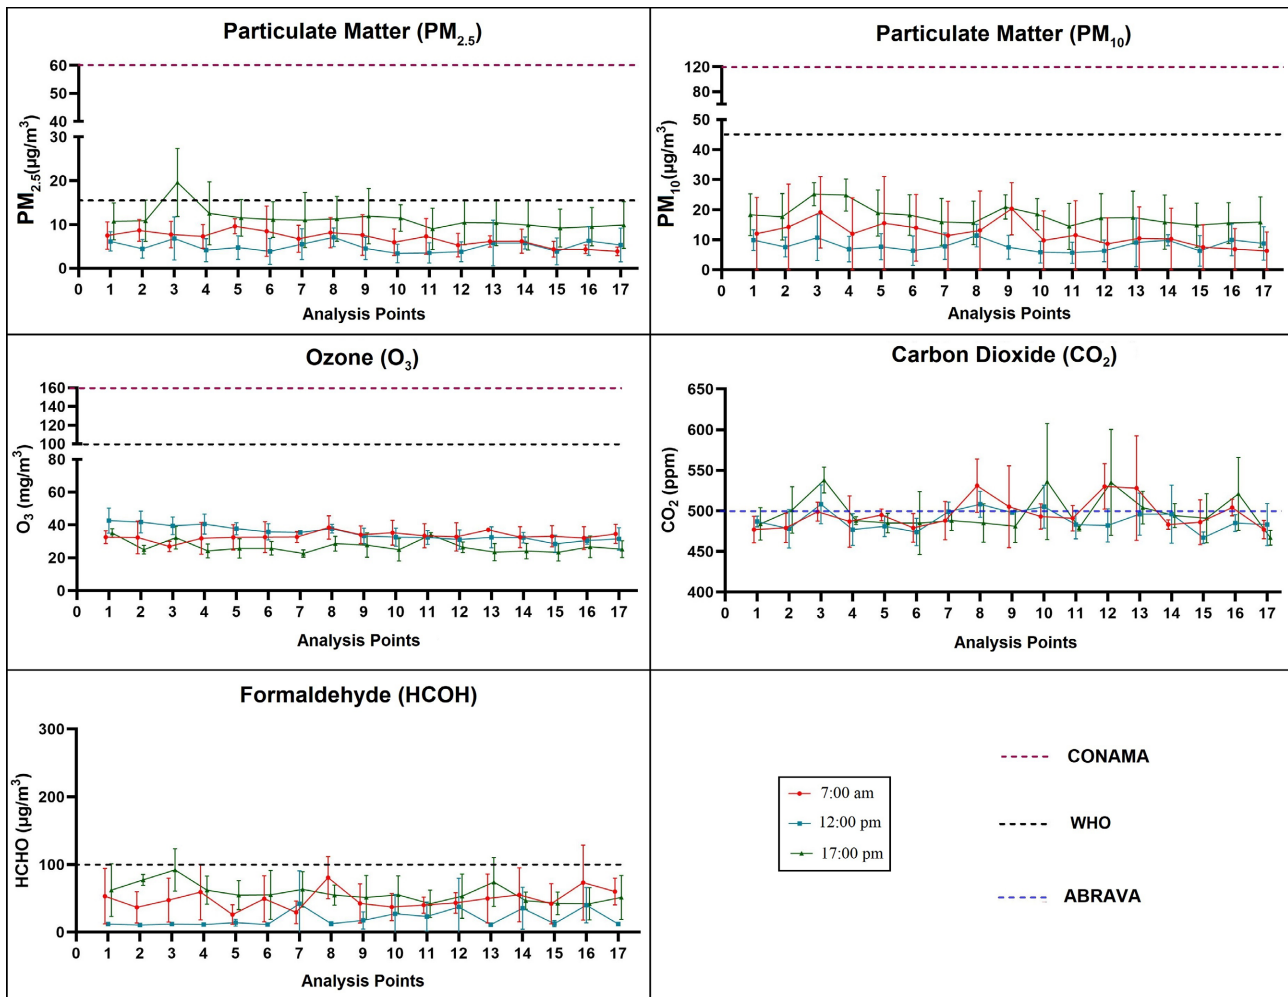 Particulate Matter (PM2.5)
PM2.5(µg/m3)
60
50
40
30
20
10
0
0 1 2 3 4 5 6 7 8 9 10 11 12 13 14 15 16 17
Analysis Points
Particulate Matter (PM10)
PM10(µg/m3)
120
80
50
40
30
20
10
0
0 1 2 3 4 5 6 7 8 9 10 11 12 13 14 15 16 17
Analysis Points
Ozone (O3)
O3 (mg/m3)
160
140
120
100
80
60
40
20
0
0 1 2 3 4 5 6 7 8 9 10 11 12 13 14 15 16 17
Analysis Points
Carbon Dioxide (CO2)
CO2 (ppm)
650
600
550
500
450
400
0 1 2 3 4 5 6 7 8 9 10 11 12 13 14 15 16 17
Analysis Points
Formaldehyde (HCOH)
HCHO (µg/m3)
300
200
100
0
0 1 2 3 4 5 6 7 8 9 10 11 12 13 14 15 16 17
Analysis Points
7:00 am
12:00 pm
17:00 pm
CONAMA
WHO
ABRAVA